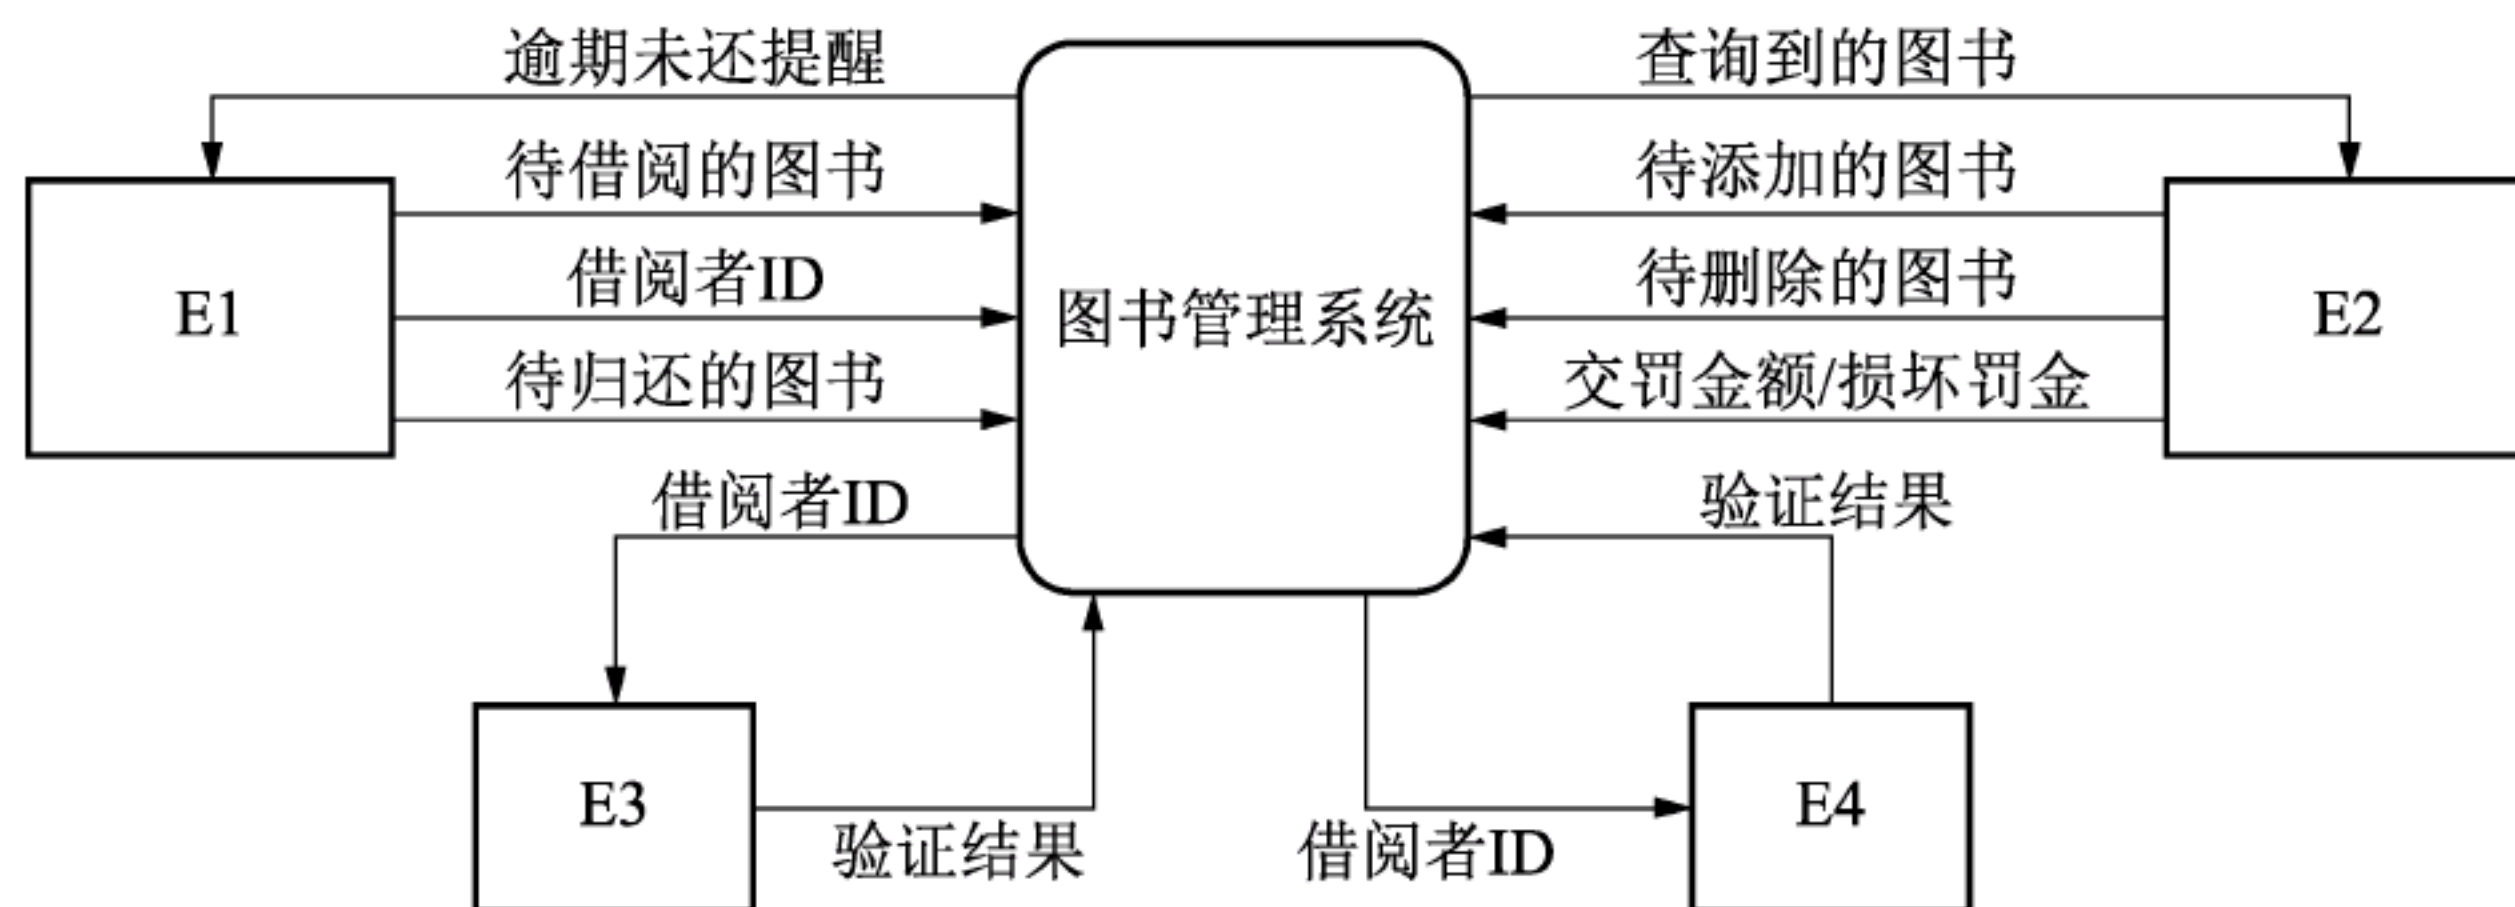 逾期未还提醒
查询到的图书
待借阅的图书
待添加的图书
借阅者ID
待删除的图书
E1
图书管理系统
E2
待归还的图书
交罚金额/损坏罚金
借阅者ID
验证结果
E3
E4
验证结果
借阅者ID